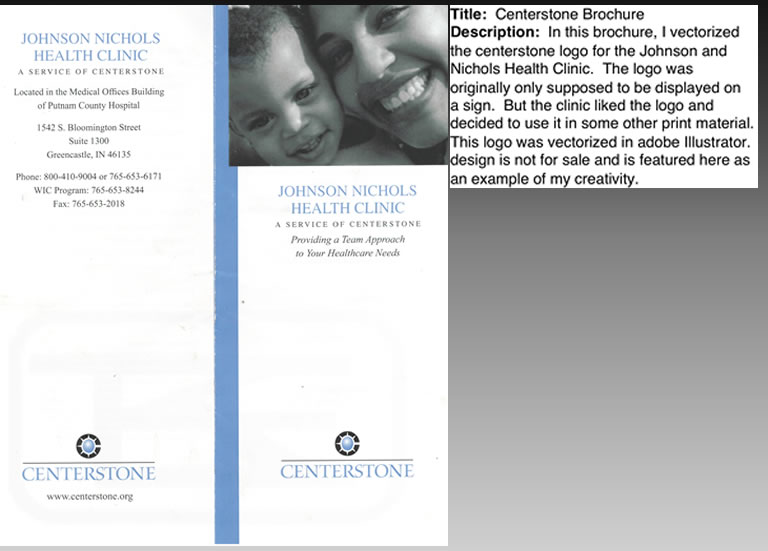 JOHNSON NICHOLS
HEALTH CLINIC
A SERVICE OF CENTERSTONE
Located in the Medical Offices Building
of Putnam County Hospital
1542 S. Bloomington Street
Suite 1300
Greencastle, IN 46135
Phone: 800-410-9004 or 765-653-6171
WIC Program: 765-653-8244
Fax: 765-653-2018
CENTERSTONE
www.centerstone.org
JOHNSON NICHOLS
HEALTH CLINIC
A SERVICE OF CENTERSTONE
Providing a Team Approach
to Your Healthcare Needs
CENTERSTONE
Title: Centerstone Brochure
Description: In this brochure, I vectorized
the centerstone logo for the Johnson and
Nichols Health Clinic. The logo was
originally only supposed to be displayed on
a sign. But the clinic liked the logo and
decided to use it in some other print material.
This logo was vectorized in adobe Illustrator.
design is not for sale and is featured here as
an example of my creativity.